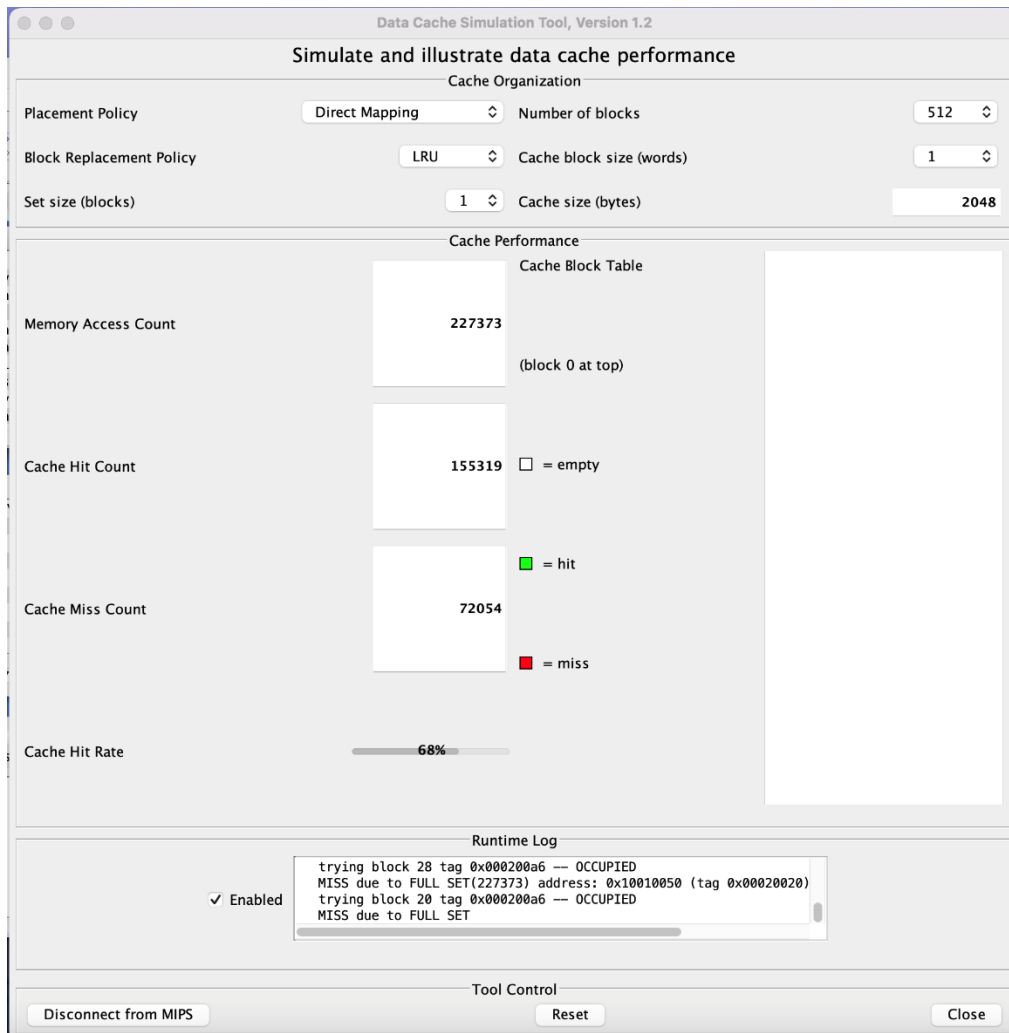 Data Cache Simulation Tool, Version 1.2
Simulate and illustrate data cache performance
Cache Organization
Placement Policy Direct Mapping Number of blocks 512
Block Replacement Policy LRU Cache block size (words) 1
Set size (blocks) 1 Cache size (bytes) 2048
Cache Performance
Cache Block Table
Memory Access Count 227373
(block 0 at top)
Cache Hit Count 155319 = empty
= hit
Cache Miss Count 72054
= miss
Cache Hit Rate 68%
Runtime Log
Enabled
trying block 28 tag 0x000200a6 -- OCCUPIED
MISS due to FULL SET(227373) address: 0x10010050 (tag 0x00020020)
trying block 20 tag 0x000200a6 -- OCCUPIED
MISS due to FULL SET
Tool Control
Disconnect from MIPS Reset Close